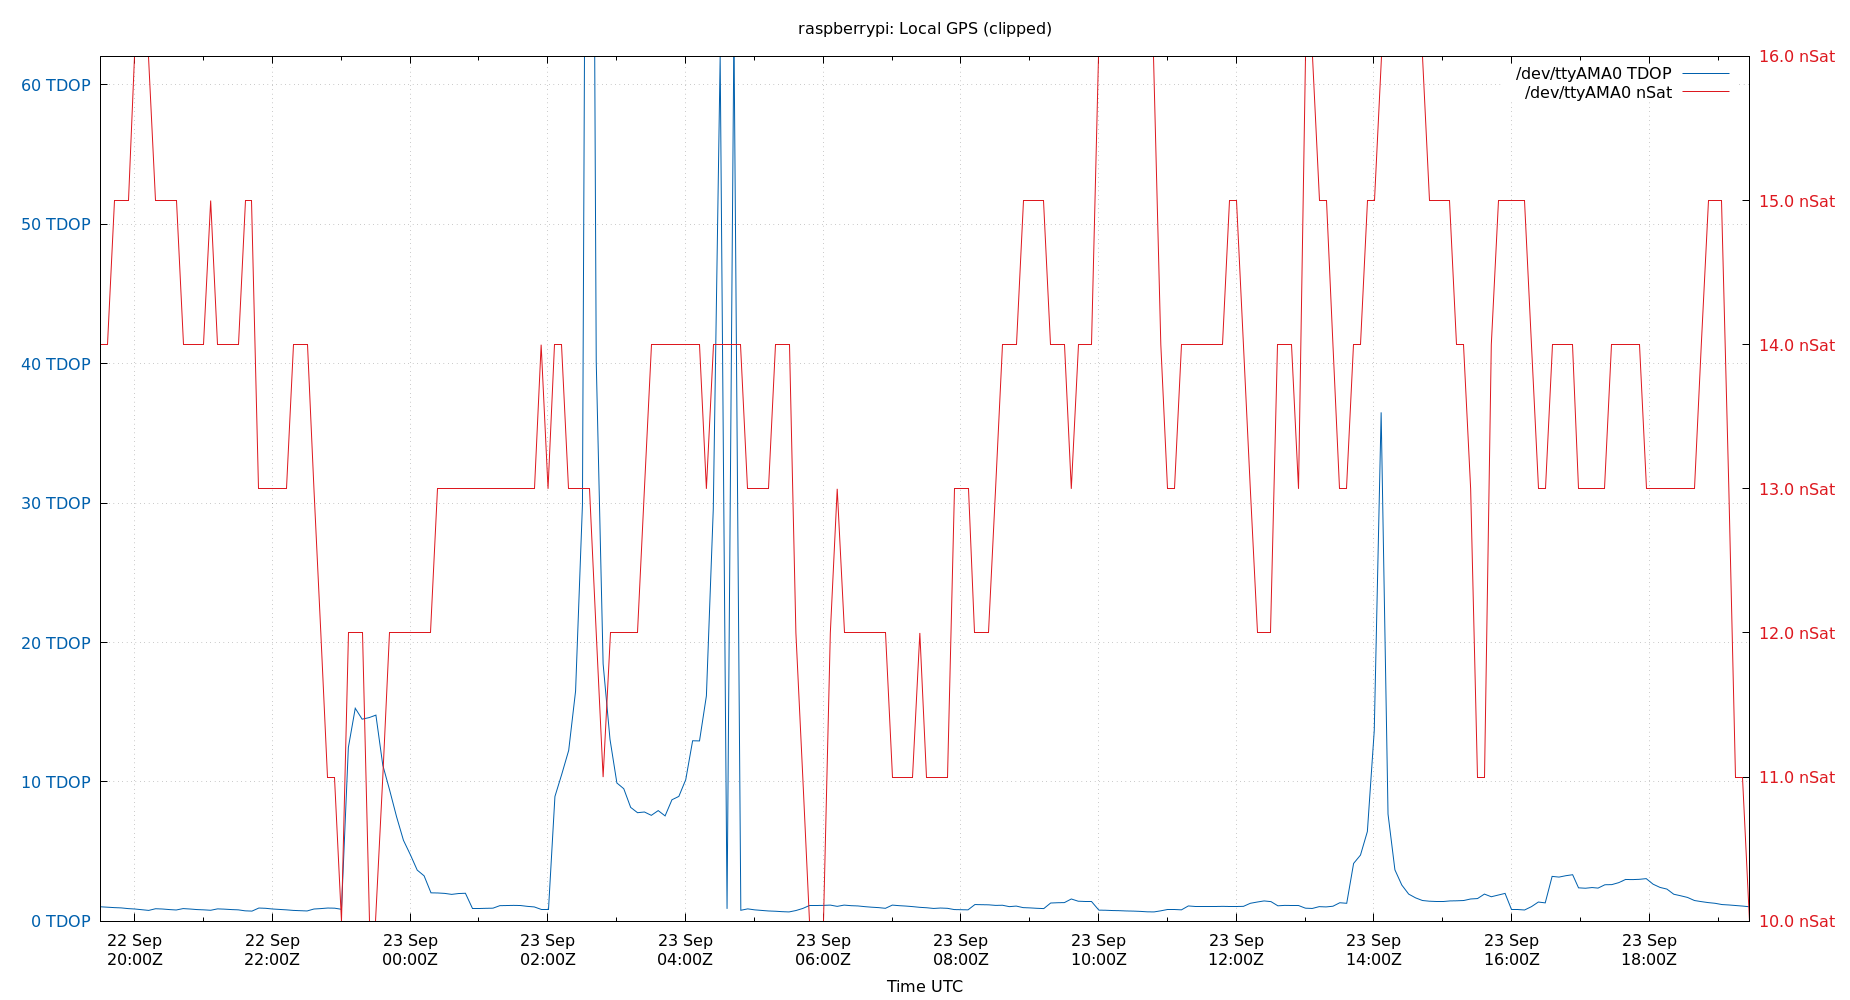 raspberrypi: Local GPS (clipped)
/dev/ttyAMA0 TDOP
/dev/ttyAMA0 nSat
60 TDOP
50 TDOP
40 TDOP
30 TDOP
20 TDOP
10 TDOP
0 TDOP
16.0 nSat
15.0 nSat
14.0 nSat
13.0 nSat
12.0 nSat
11.0 nSat
10.0 nSat
22 Sep 22 Sep 23 Sep 23 Sep 23 Sep 23 Sep 23 Sep 23 Sep 23 Sep 23 Sep 23 Sep 23 Sep
20:00Z 22:00Z 00:00Z 02:00Z 04:00Z 06:00Z 08:00Z 10:00Z 12:00Z 14:00Z 16:00Z 18:00Z
Time UTC